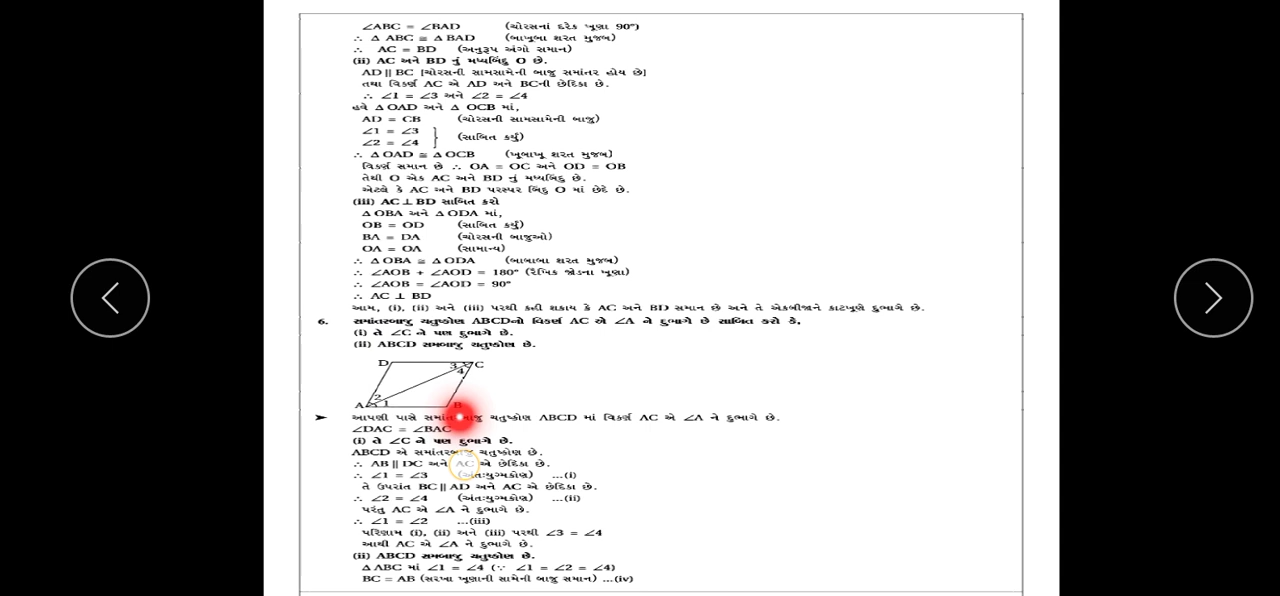 ∠ABC = ∠BAD (ચોરસનાં દરેક ખૂણા 90°)
∴ Δ ABC ≅ Δ BAD (બાખૂબા શરત મુજબ)
∴ AC = BD (અનુરૂપ અંગો સમાન)
(ii) AC અને BD નું મધ્યબિંદુ O છે.
AD || BC [ચોરસની સામસામેની બાજુ સમાંતર હોય છે]
તથા વિકર્ણ AC એ AD અને BCની છેદિકા છે.
∴ ∠1 = ∠3 અને ∠2 = ∠4
હવે Δ OAD અને Δ OCB માં,
AD = CB (ચોરસની સામસામેની બાજુ)
∠1 = ∠3
∠2 = ∠4 } (સાબિત કર્યું)
∴ Δ OAD ≅ Δ OCB (ખૂબાખૂ શરત મુજબ)
વિકર્ણ સમાન છે ∴ OA = OC અને OD = OB
તેથી O એક AC અને BD નું મધ્યબિંદુ છે.
એટલે કે AC અને BD પરસ્પર બિંદુ O માં છેદે છે.
(iii) AC ⊥ BD સાબિત કરો
Δ OBA અને Δ ODA માં,
OB = OD (સાબિત કર્યું)
BA = DA (ચોરસની બાજુઓ)
OA = OA (સામાન્ય)
∴ Δ OBA ≅ Δ ODA (બાબાબા શરત મુજબ)
∴ ∠AOB + ∠AOD = 180° (રૈખિક જોડના ખૂણા)
∴ ∠AOB = ∠AOD = 90°
∴ AC ⊥ BD
આમ, (i), (ii) અને (iii) પરથી કહી શકાય કે AC અને BD સમાન છે અને તે એકબીજાને કાટખૂણે દુભાગે છે.
6. સમાંતરબાજુ ચતુષ્કોણ ABCDનો વિકર્ણ AC એ ∠A ને દુભાગે છે સાબિત કરો કે,
(i) તે ∠C ને પણ દુભાગે છે.
(ii) ABCD સમબાજુ ચતુષ્કોણ છે.
D 3 C
4
2
A 1 B
➤ આપણી પાસે સમાંતરબાજુ ચતુષ્કોણ ABCD માં વિકર્ણ AC એ ∠A ને દુભાગે છે.
∠DAC = ∠BAC
(i) તે ∠C ને પણ દુભાગે છે.
ABCD એ સમાંતરબાજુ ચતુષ્કોણ છે.
∴ AB || DC અને AC એ છેદિકા છે.
∴ ∠1 = ∠3 (અંતઃયુગ્મકોણ) ...(i)
તે ઉપરાંત BC || AD અને AC એ છેદિકા છે.
∴ ∠2 = ∠4 (અંતઃયુગ્મકોણ) ...(ii)
પરંતુ AC એ ∠A ને દુભાગે છે.
∴ ∠1 = ∠2 ...(iii)
પરિણામ (i), (ii) અને (iii) પરથી ∠3 = ∠4
આથી AC એ ∠A ને દુભાગે છે.
(ii) ABCD સમબાજુ ચતુષ્કોણ છે.
Δ ABC માં ∠1 = ∠4 (∵ ∠1 = ∠2 = ∠4)
BC = AB (સરખા ખૂણાની સામેની બાજુ સમાન) ...(iv)